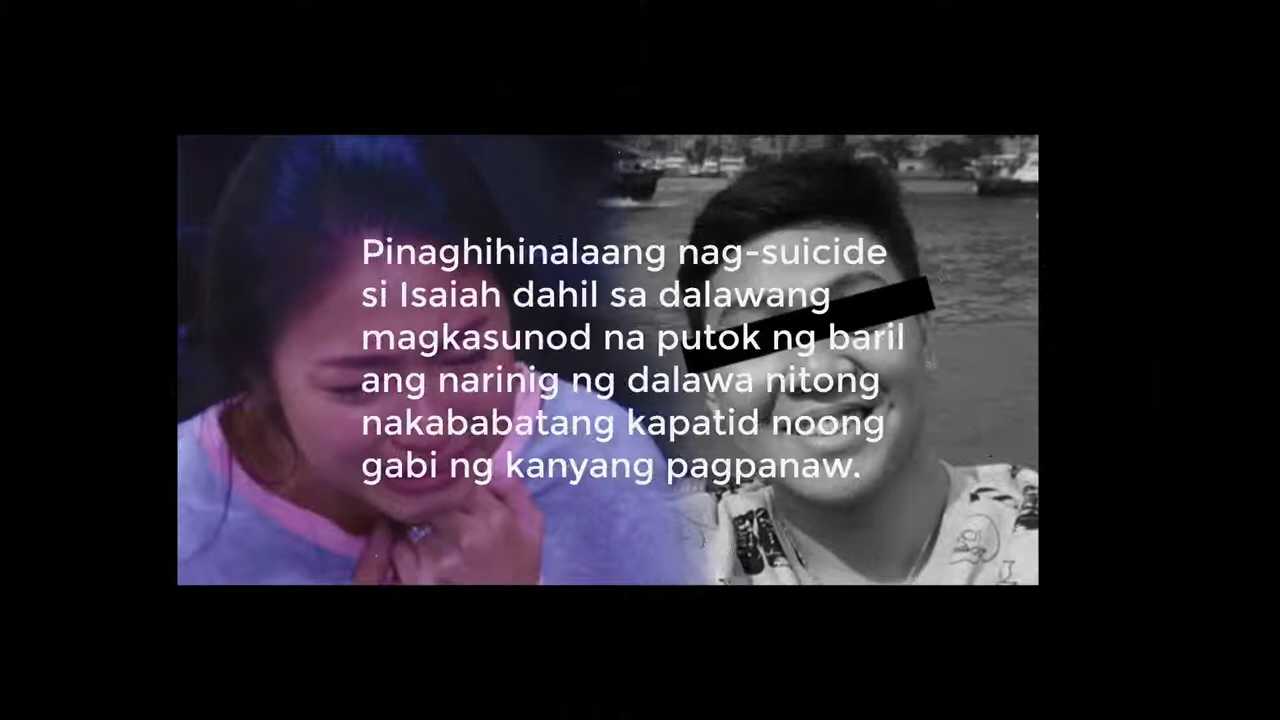 Pinaghihinalaang nag-suicide
si Isaiah dahil sa dalawang
magkasunod na putok ng baril
ang narinig ng dalawa nitong
nakababatang kapatid noong
gabi ng kanyang pagpanaw.